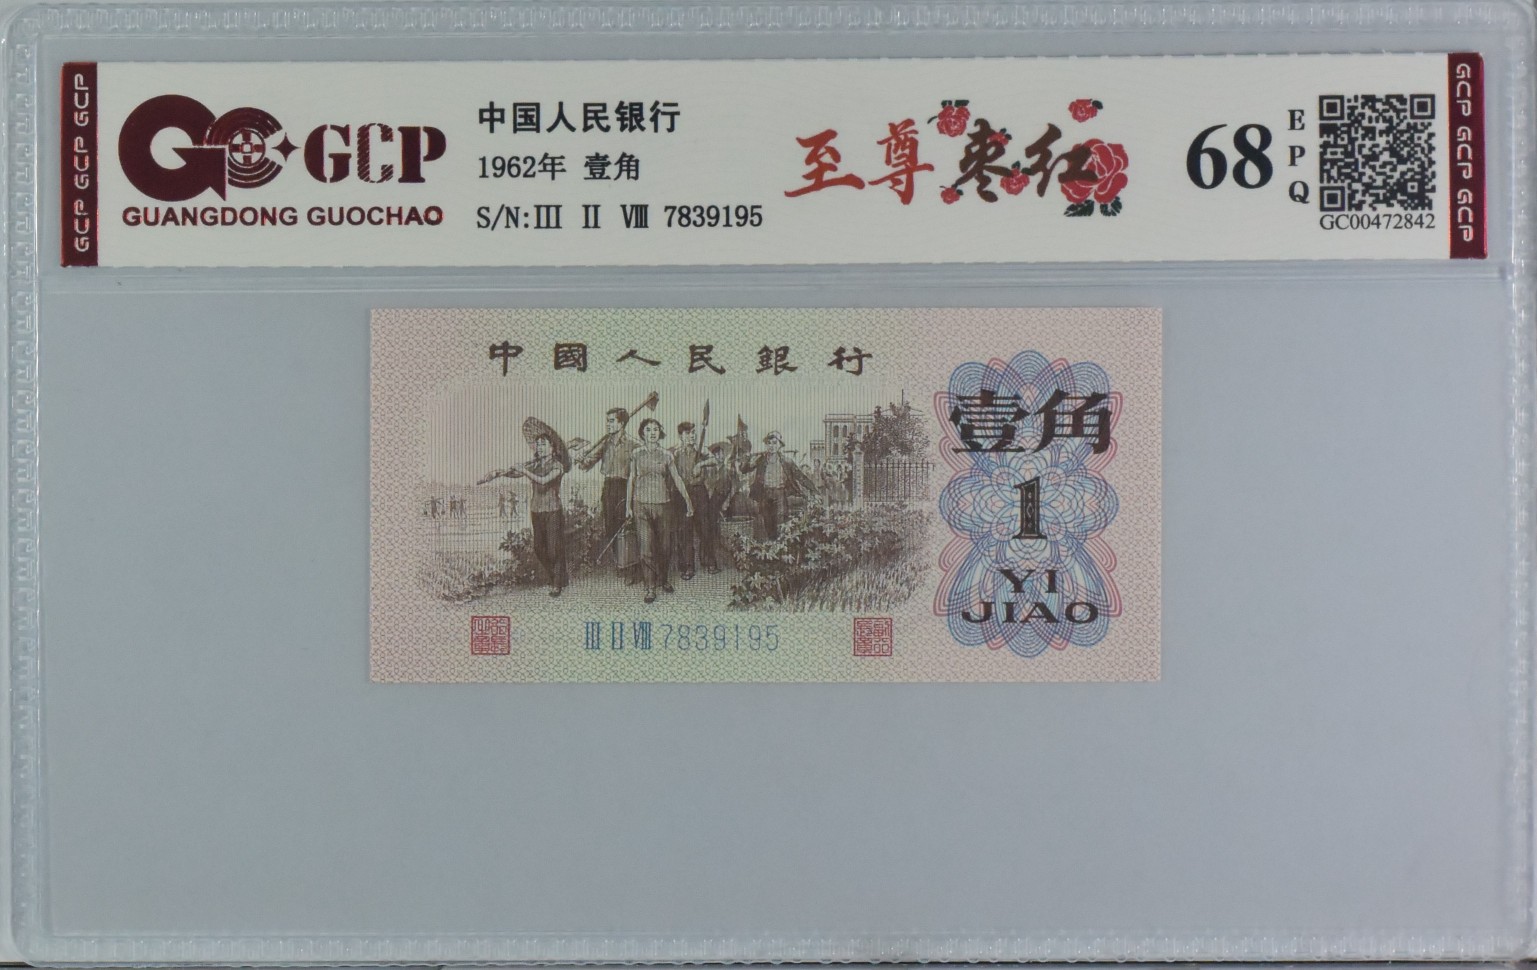 GCP GCP GCP
GCP
GUANGDONG GUOCHAO
中国人民银行
1962年 壹角
S/N:Ⅲ Ⅱ Ⅷ 7839195
至尊枣红
68
EPQ
GC00472842
GCP GCP GCP
中國人民銀行
壹角
1
YI
JIAO
Ⅲ Ⅱ Ⅷ 7839195